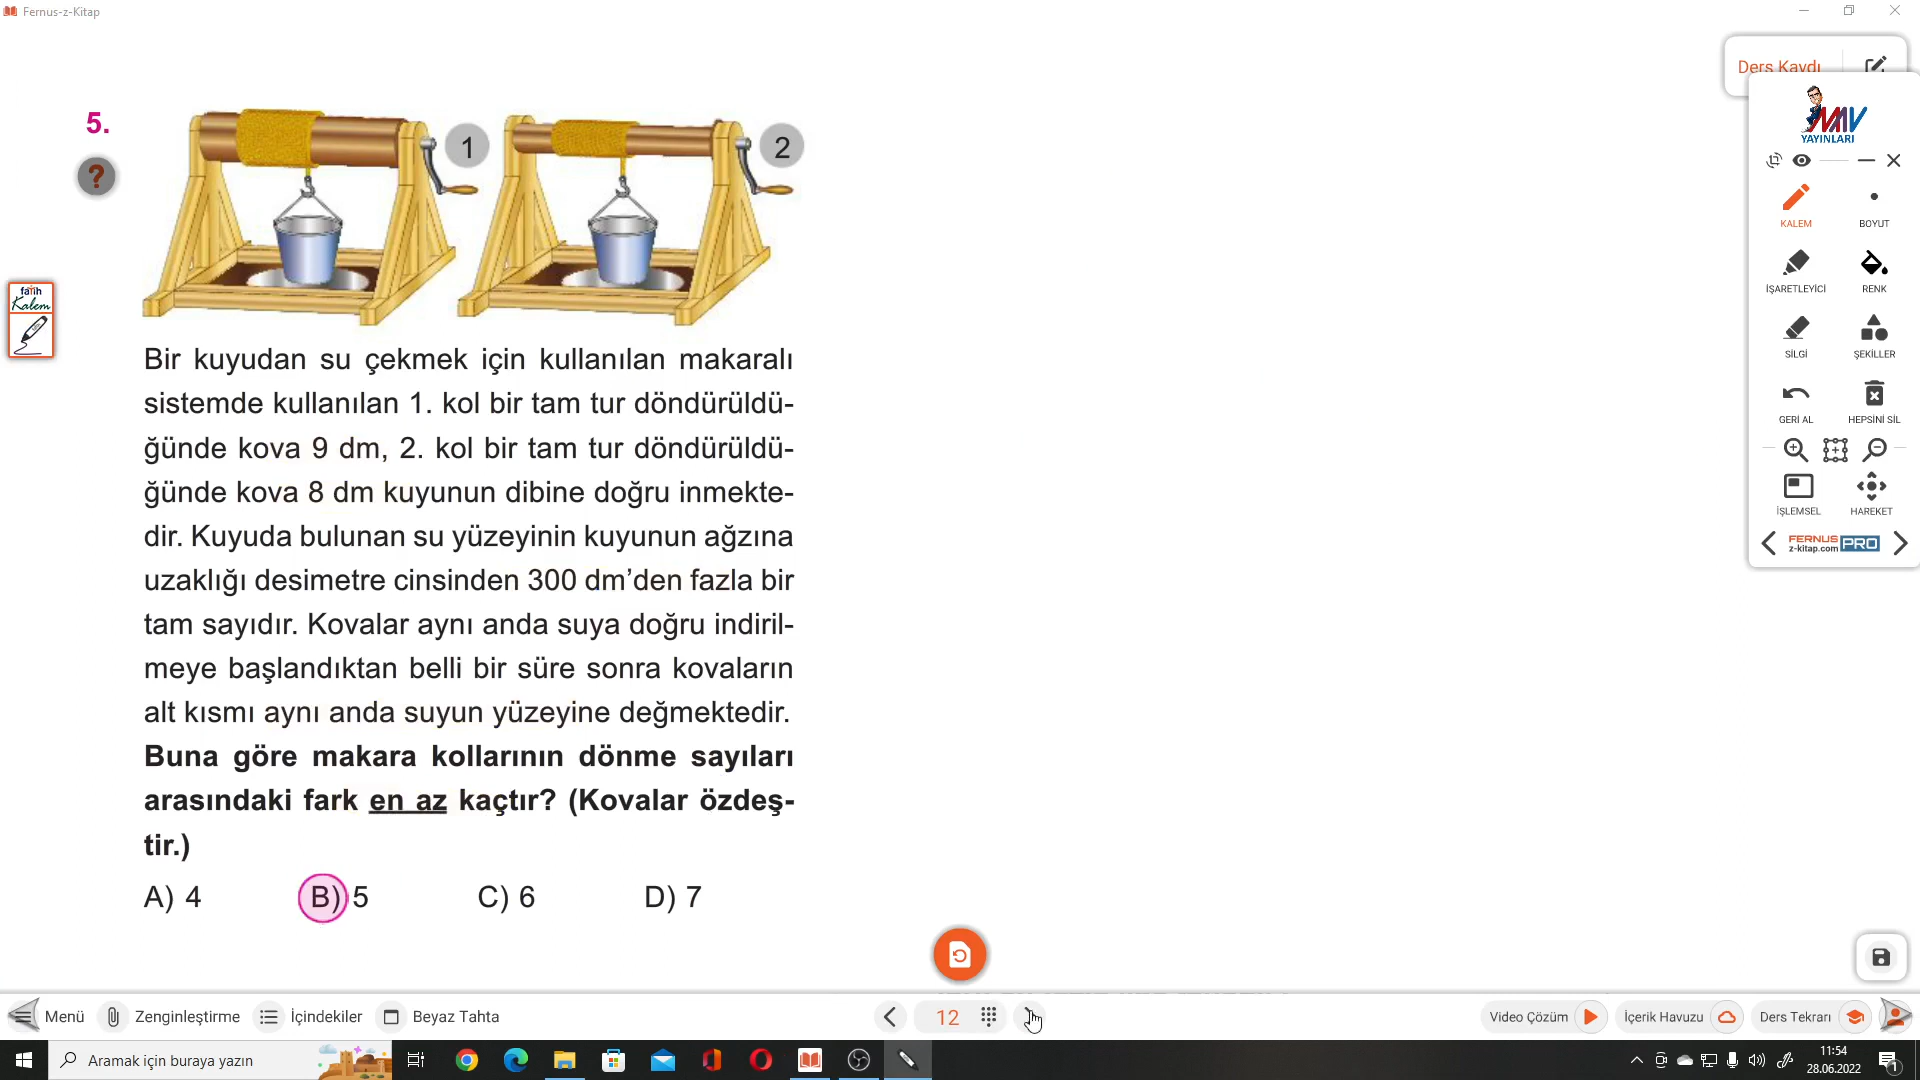 Fernus-z-Kitap
Ders Kaydı
5.
?
1
2
fatih
Kalem
MAV
YAYINLARI
KALEM
BOYUT
İŞARETLEYİCİ
RENK
SİLGİ
ŞEKİLLER
GERİ AL
HEPSİNİ SİL
İŞLEMSEL
HAREKET
FERNUS
z-kitap.com
PRO
Bir kuyudan su çekmek için kullanılan makaralı
sistemde kullanılan 1. kol bir tam tur döndürüldü-
ğünde kova 9 dm, 2. kol bir tam tur döndürüldü-
ğünde kova 8 dm kuyunun dibine doğru inmekte-
dir. Kuyuda bulunan su yüzeyinin kuyunun ağzına
uzaklığı desimetre cinsinden 300 dm’den fazla bir
tam sayıdır. Kovalar aynı anda suya doğru indiril-
meye başlandıktan belli bir süre sonra kovaların
alt kısmı aynı anda suyun yüzeyine değmektedir.
Buna göre makara kollarının dönme sayıları
arasındaki fark en az kaçtır? (Kovalar özdeş-
tir.)
A) 4 B) 5 C) 6 D) 7
Menü Zenginleştirme İçindekiler Beyaz Tahta 12 Video Çözüm İçerik Havuzu Ders Tekrarı
Aramak için buraya yazın
11:54
28.06.2022
1